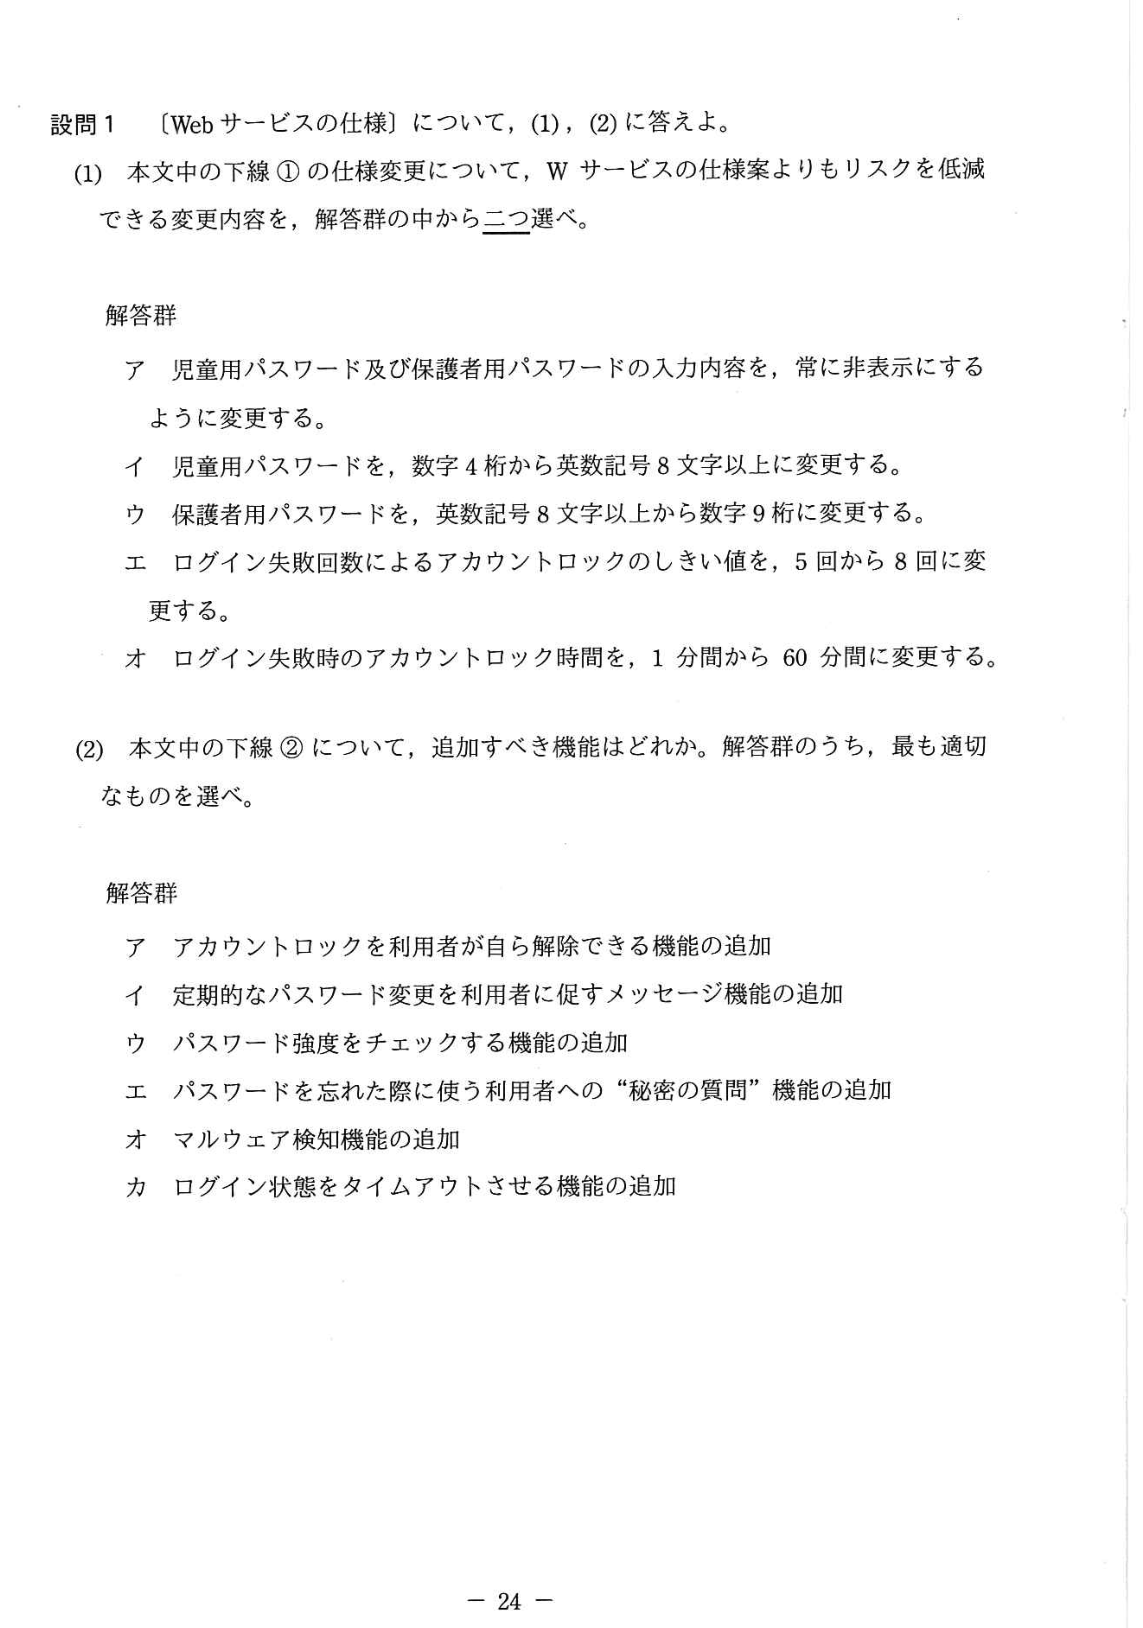 設問1 〔Webサービスの仕様〕について，(1)，(2)に答えよ。
(1) 本文中の下線①の仕様変更について，W サービスの仕様案よりもリスクを低減
できる変更内容を，解答群の中から二つ選べ。
解答群
ア 児童用パスワード及び保護者用パスワードの入力内容を，常に非表示にする
ように変更する。
イ 児童用パスワードを，数字4桁から英数記号8文字以上に変更する。
ウ 保護者用パスワードを，英数記号8文字以上から数字9桁に変更する。
エ ログイン失敗回数によるアカウントロックのしきい値を，5回から8回に変
更する。
オ ログイン失敗時のアカウントロック時間を，1分間から60分間に変更する。
(2) 本文中の下線②について，追加すべき機能はどれか。解答群のうち，最も適切
なものを選べ。
解答群
ア アカウントロックを利用者が自ら解除できる機能の追加
イ 定期的なパスワード変更を利用者に促すメッセージ機能の追加
ウ パスワード強度をチェックする機能の追加
エ パスワードを忘れた際に使う利用者への“秘密の質問”機能の追加
オ マルウェア検知機能の追加
カ ログイン状態をタイムアウトさせる機能の追加
－ 24 －